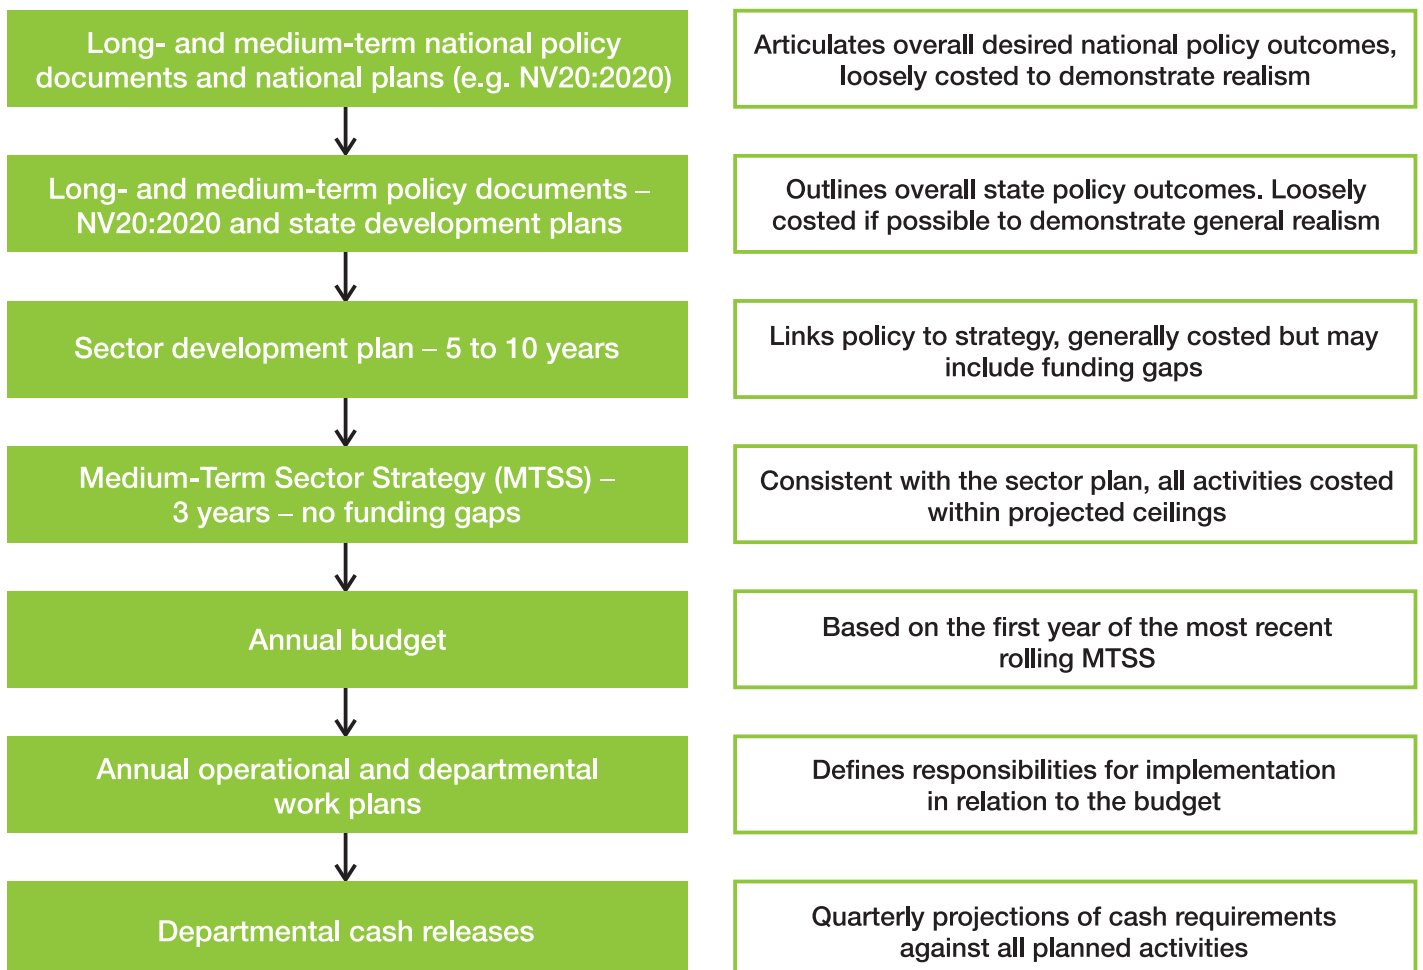 Long- and medium-term national policy
documents and national plans (e.g. NV20:2020)
Articulates overall desired national policy outcomes,
loosely costed to demonstrate realism
Long- and medium-term policy documents –
NV20:2020 and state development plans
Outlines overall state policy outcomes. Loosely
costed if possible to demonstrate general realism
Sector development plan – 5 to 10 years
Links policy to strategy, generally costed but may
include funding gaps
Medium-Term Sector Strategy (MTSS) –
3 years – no funding gaps
Consistent with the sector plan, all activities costed
within projected ceilings
Annual budget
Based on the first year of the most recent
rolling MTSS
Annual operational and departmental
work plans
Defines responsibilities for implementation
in relation to the budget
Departmental cash releases
Quarterly projections of cash requirements
against all planned activities